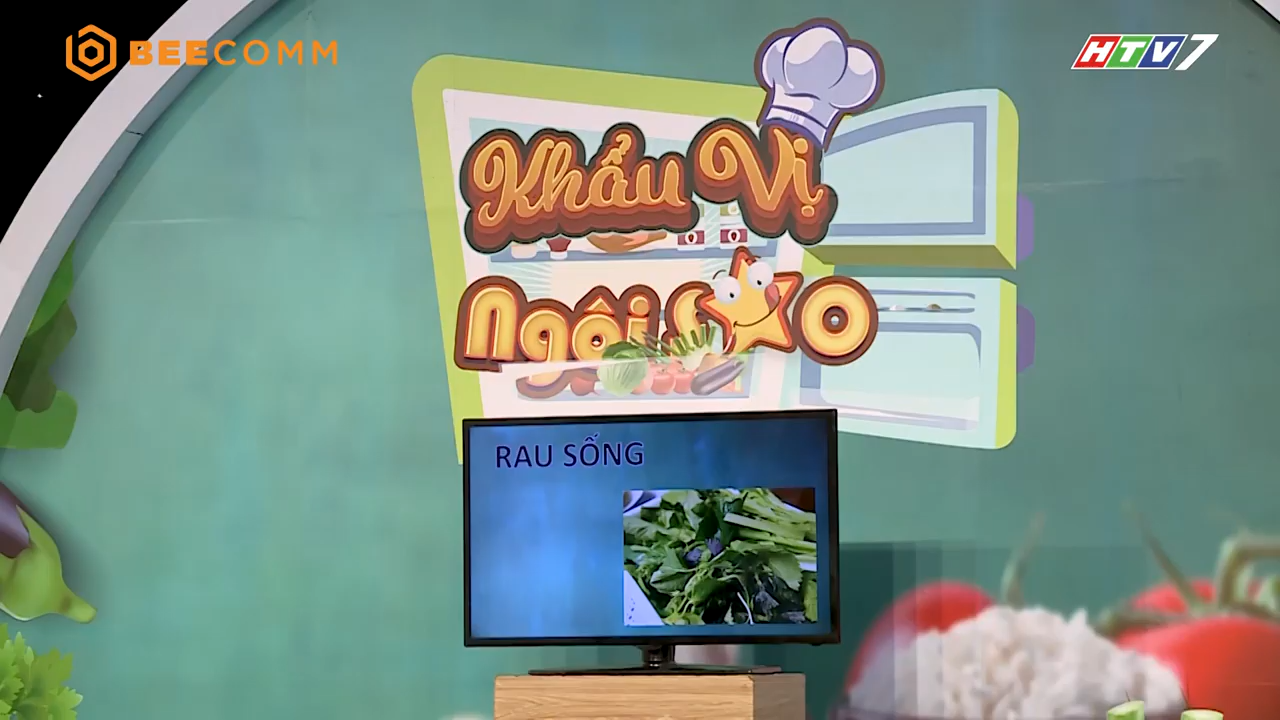 BEECOMM
HTV7
Khẩu Vị
Ngôi Sao
RAU SỐNG